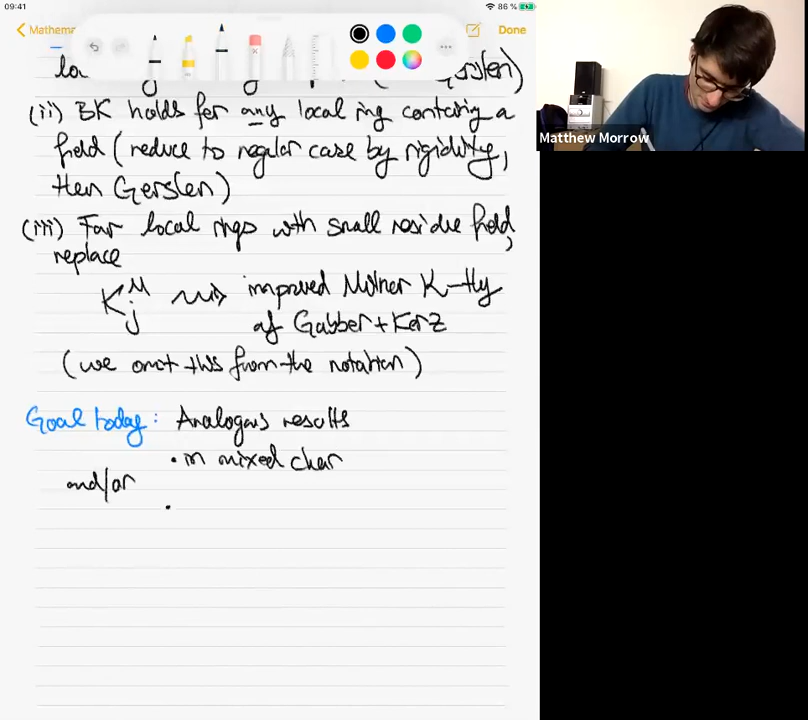 09:41
86 %
Mathema
Done
(ii) BK holds for any local ring containing a
field (reduce to regular case by rigidity,
then Gersten)
(iii) For local rings with small residue field,
replace
K_j^M ⇝ improved Milnor K-thy
of Gabber + Kerz
(we omit this from the notation)
Goal today: Analogous results
• in mixed char
and/or
•
Matthew Morrow